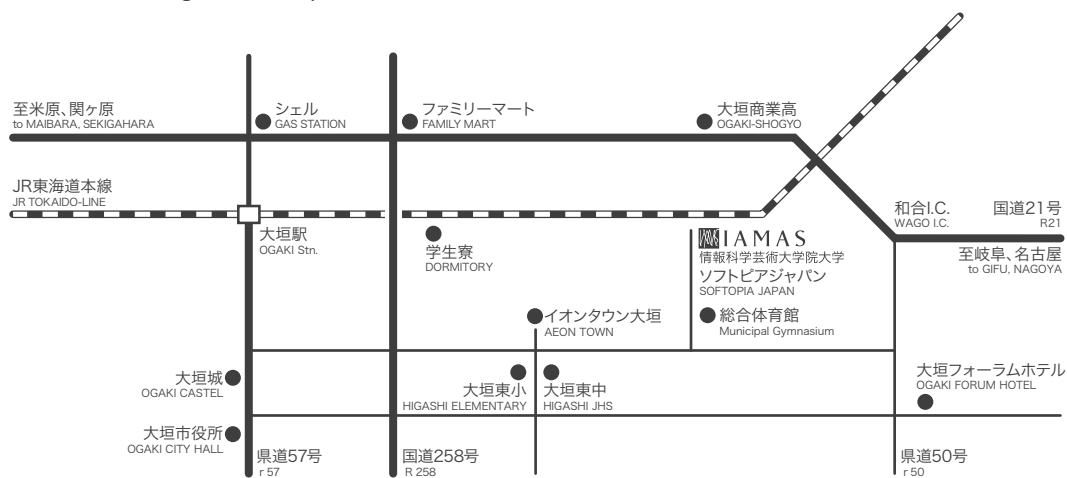 至米原、関ヶ原
to MAIBARA, SEKIGAHARA
シェル
GAS STATION
ファミリーマート
FAMILY MART
大垣商業高
OGAKI-SHOGYO
JR東海道本線
JR TOKAIDO-LINE
大垣駅
OGAKI Stn.
学生寮
DORMITORY
IAMAS
情報科学芸術大学院大学
ソフトピアジャパン
SOFTOPIA JAPAN
総合体育館
Municipal Gymnasium
和合I.C.
WAGO I.C.
国道21号
R21
至岐阜、名古屋
to GIFU, NAGOYA
イオンタウン大垣
AEON TOWN
大垣城
OGAKI CASTEL
大垣東小
HIGASHI ELEMENTARY
大垣東中
HIGASHI JHS
大垣フォーラムホテル
OGAKI FORUM HOTEL
大垣市役所
OGAKI CITY HALL
県道57号
r 57
国道258号
R 258
県道50号
r 50